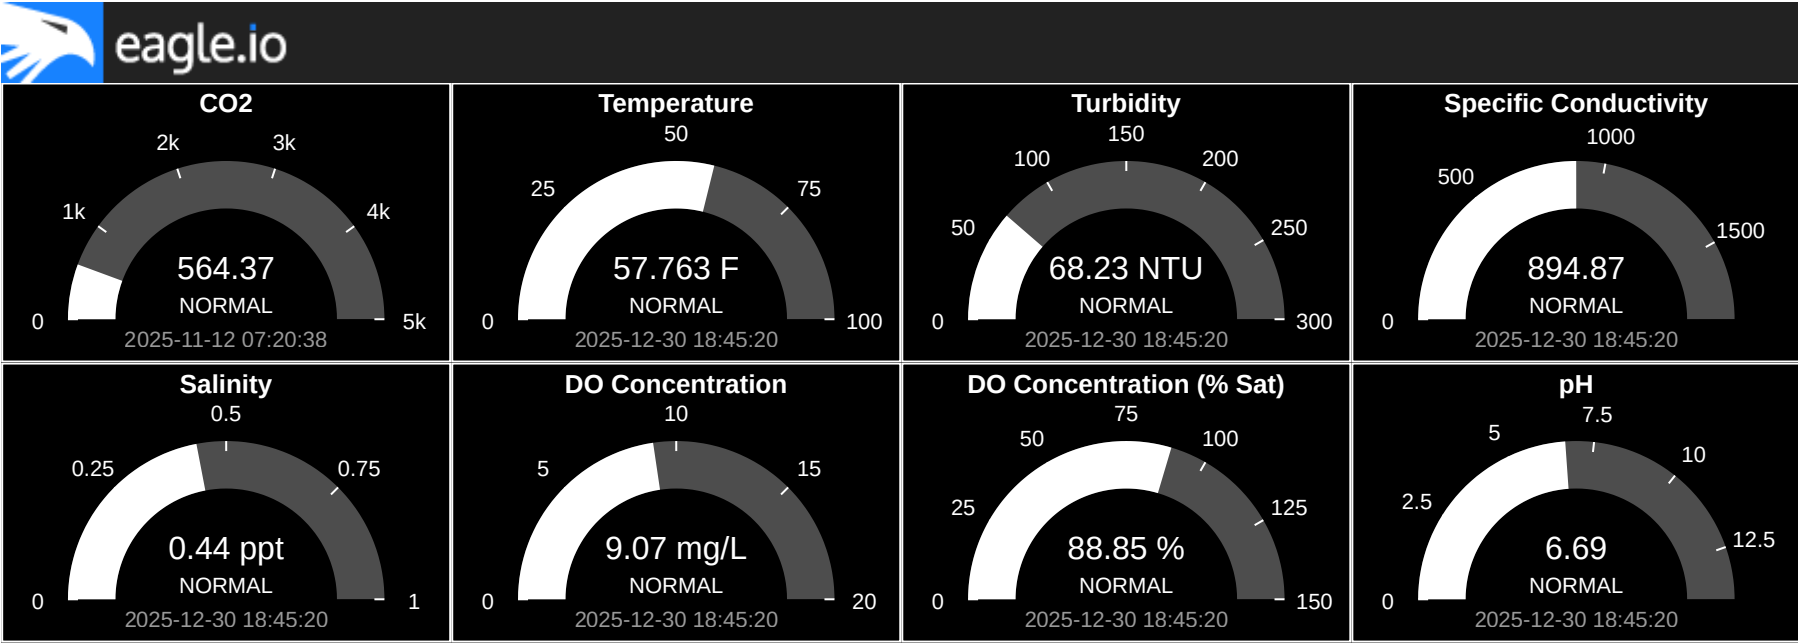 eagle.io
CO2
0
1k
2k
3k
4k
5k
564.37
NORMAL
2025-11-12 07:20:38
Temperature
0
25
50
75
100
57.763 F
NORMAL
2025-12-30 18:45:20
Turbidity
0
50
100
150
200
250
300
68.23 NTU
NORMAL
2025-12-30 18:45:20
Specific Conductivity
0
500
1000
1500
894.87
NORMAL
2025-12-30 18:45:20
Salinity
0
0.25
0.5
0.75
1
0.44 ppt
NORMAL
2025-12-30 18:45:20
DO Concentration
0
5
10
15
20
9.07 mg/L
NORMAL
2025-12-30 18:45:20
DO Concentration (% Sat)
0
25
50
75
100
125
150
88.85 %
NORMAL
2025-12-30 18:45:20
pH
0
2.5
5
7.5
10
12.5
6.69
NORMAL
2025-12-30 18:45:20